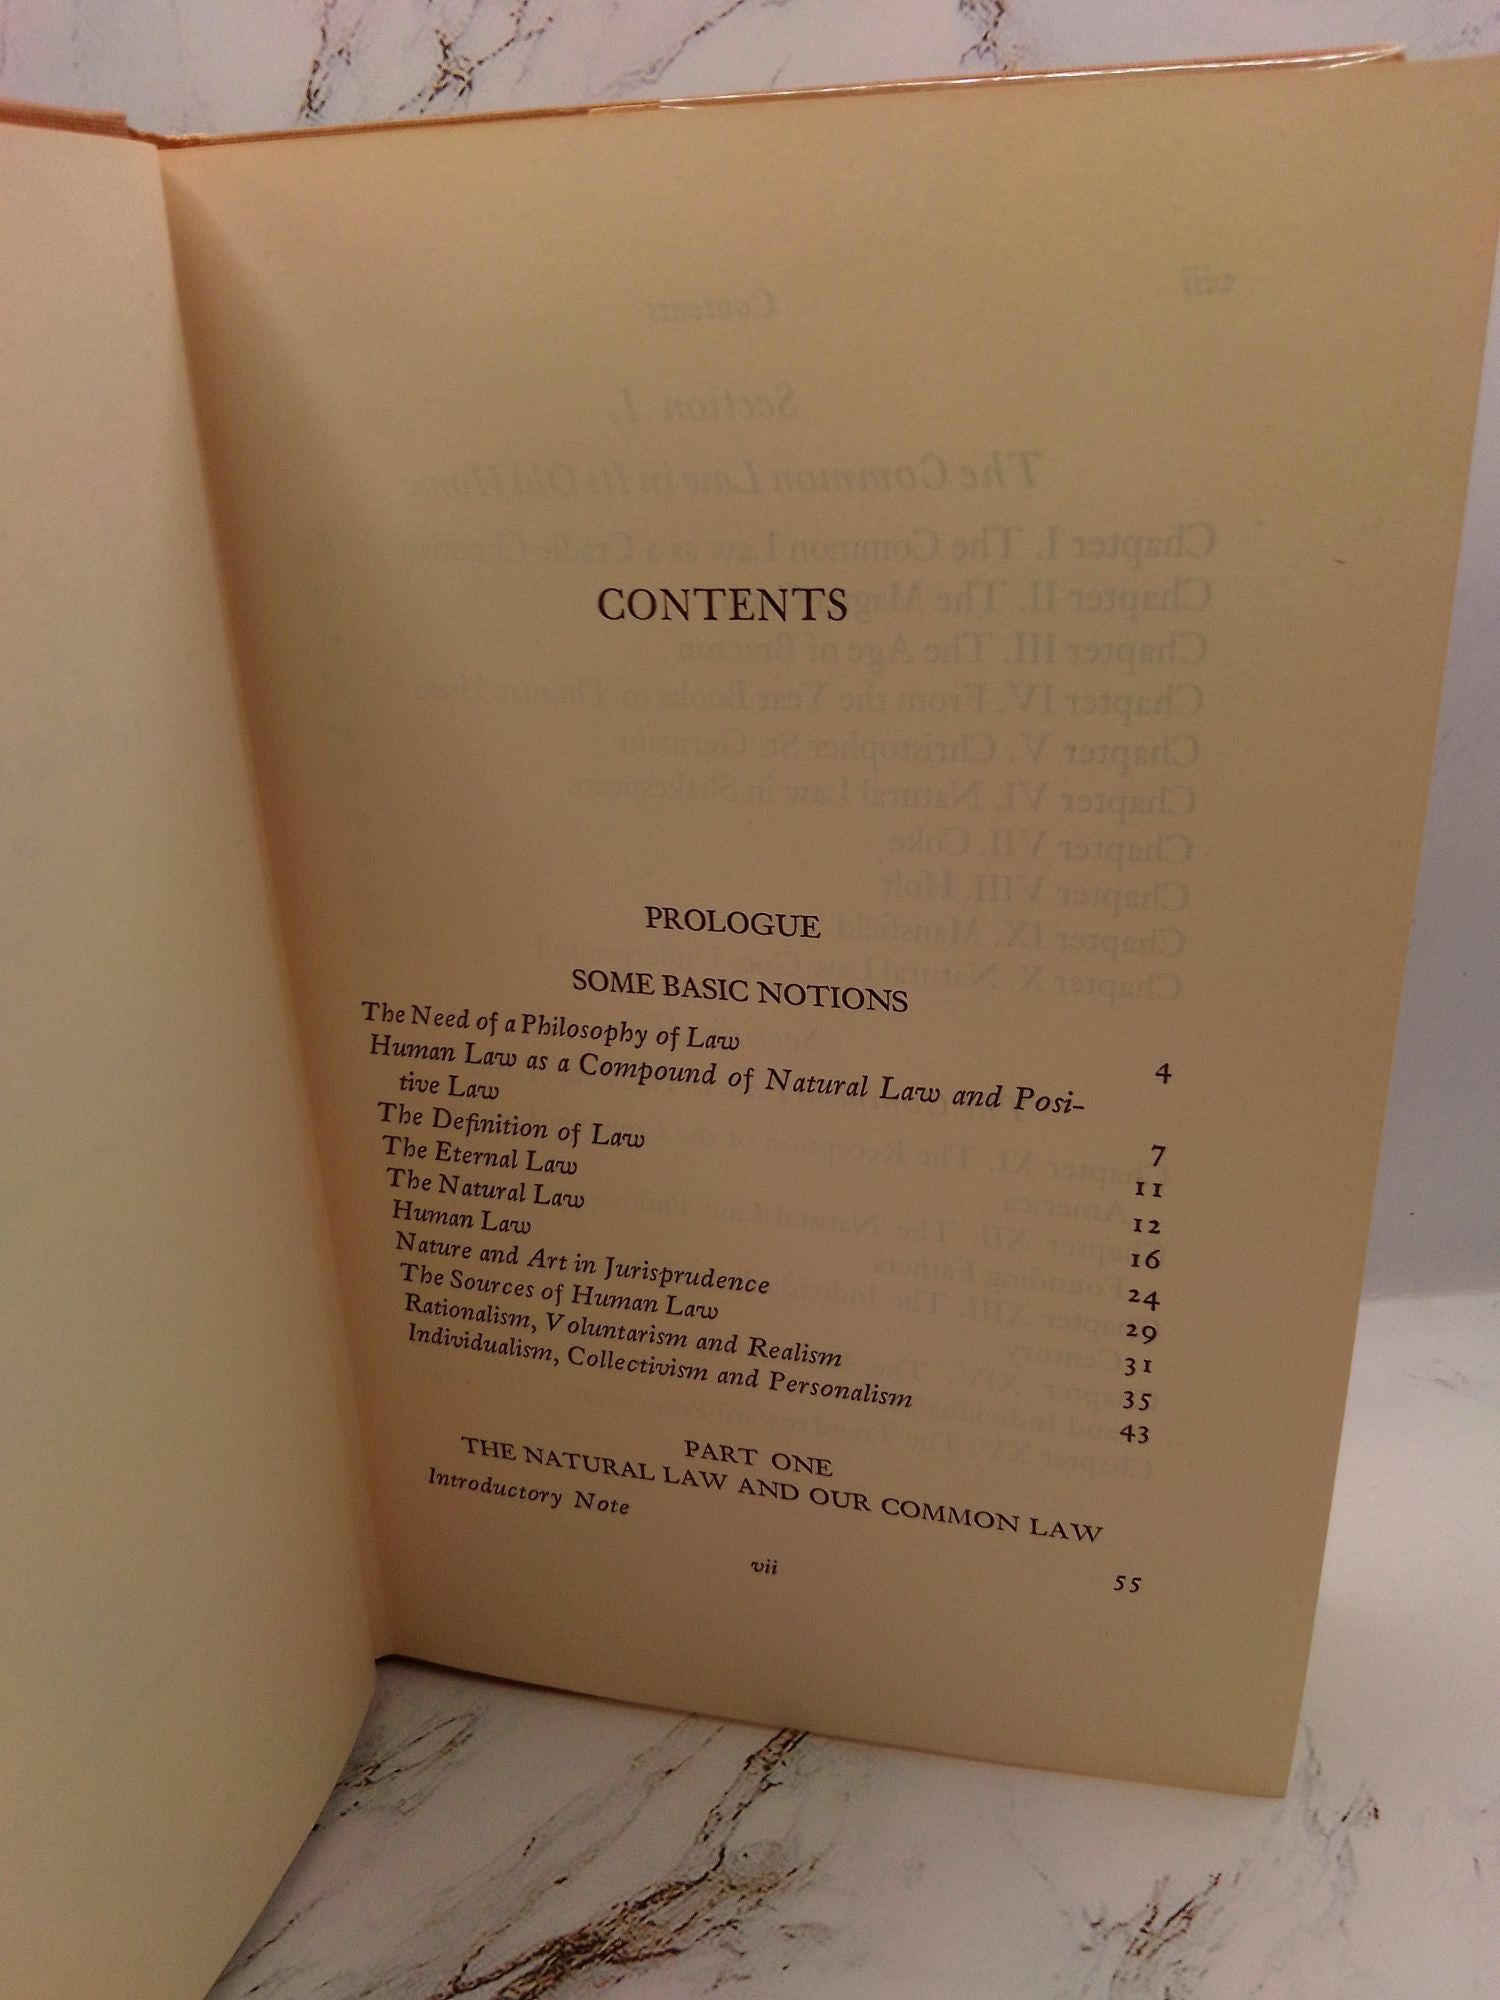 CONTENTS
PROLOGUE
SOME BASIC NOTIONS
The Need of a Philosophy of Law 4
Human Law as a Compound of Natural Law and Posi-
tive Law 7
The Definition of Law 11
The Eternal Law 12
The Natural Law 16
Human Law 24
Nature and Art in Jurisprudence 29
The Sources of Human Law 31
Rationalism, Voluntarism and Realism 35
Individualism, Collectivism and Personalism 43
PART ONE
THE NATURAL LAW AND OUR COMMON LAW
Introductory Note 55
vii